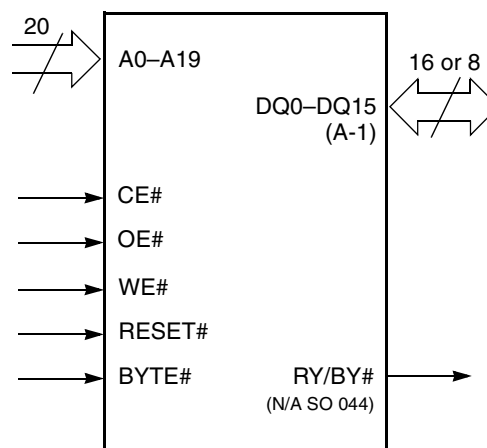 20
A0–A19
16 or 8
DQ0–DQ15
(A-1)
CE#
OE#
WE#
RESET#
BYTE#
RY/BY#
(N/A SO 044)